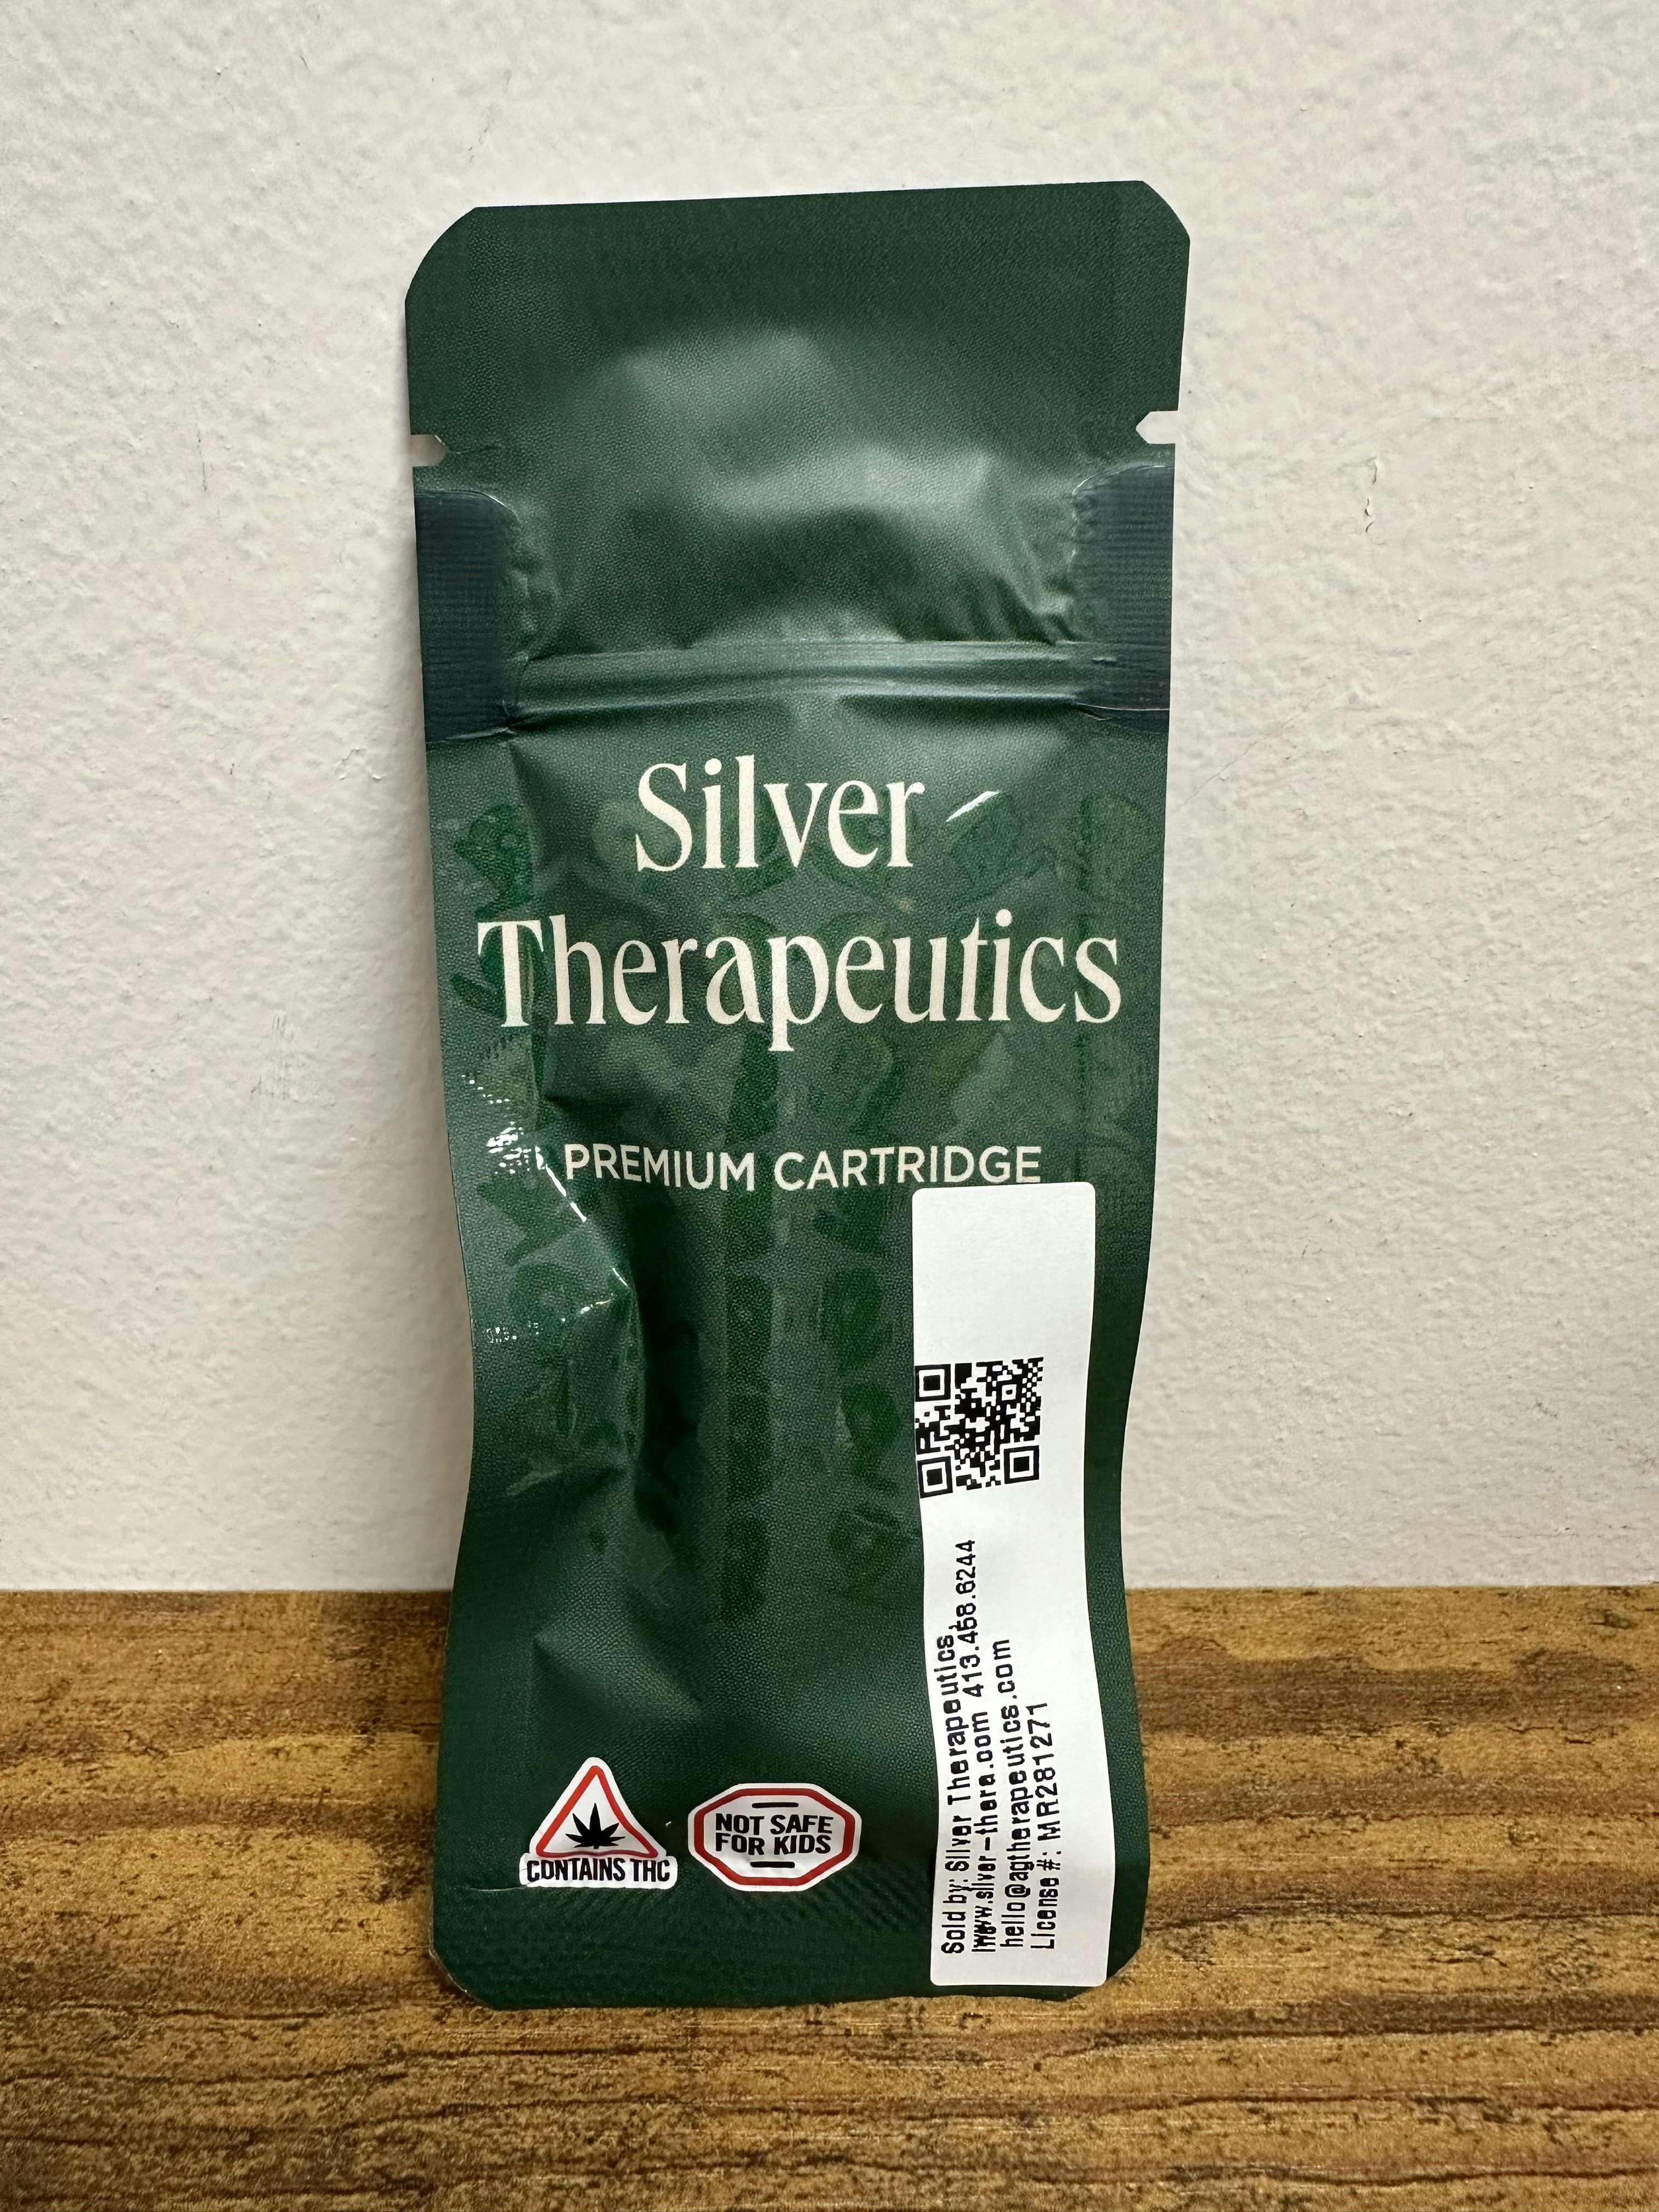 Silver
Therapeutics
PREMIUM CARTRIDGE
Sold by: Silver Therapeutics,
www.silver-thera.com 413.458.6244
hello@agtherapeutics.com
License #: MR281271
CONTAINS THC
NOT SAFE
FOR KIDS